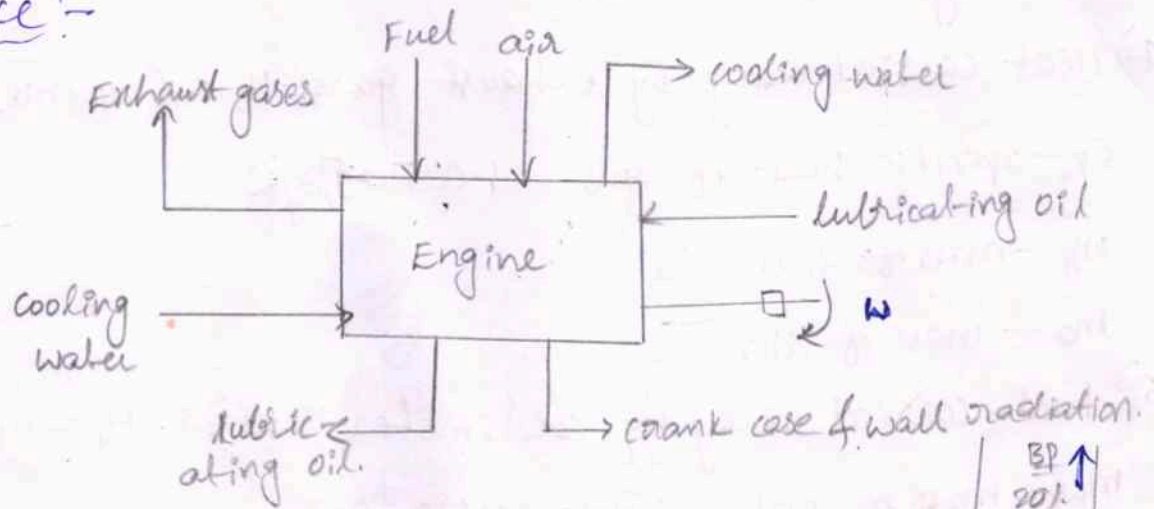 Fuel air
cooling water
Exhaust gases
lubricating oil
Engine
cooling
water
W
lubric-
ating oil.
crank case & wall radiation.
BP
20%